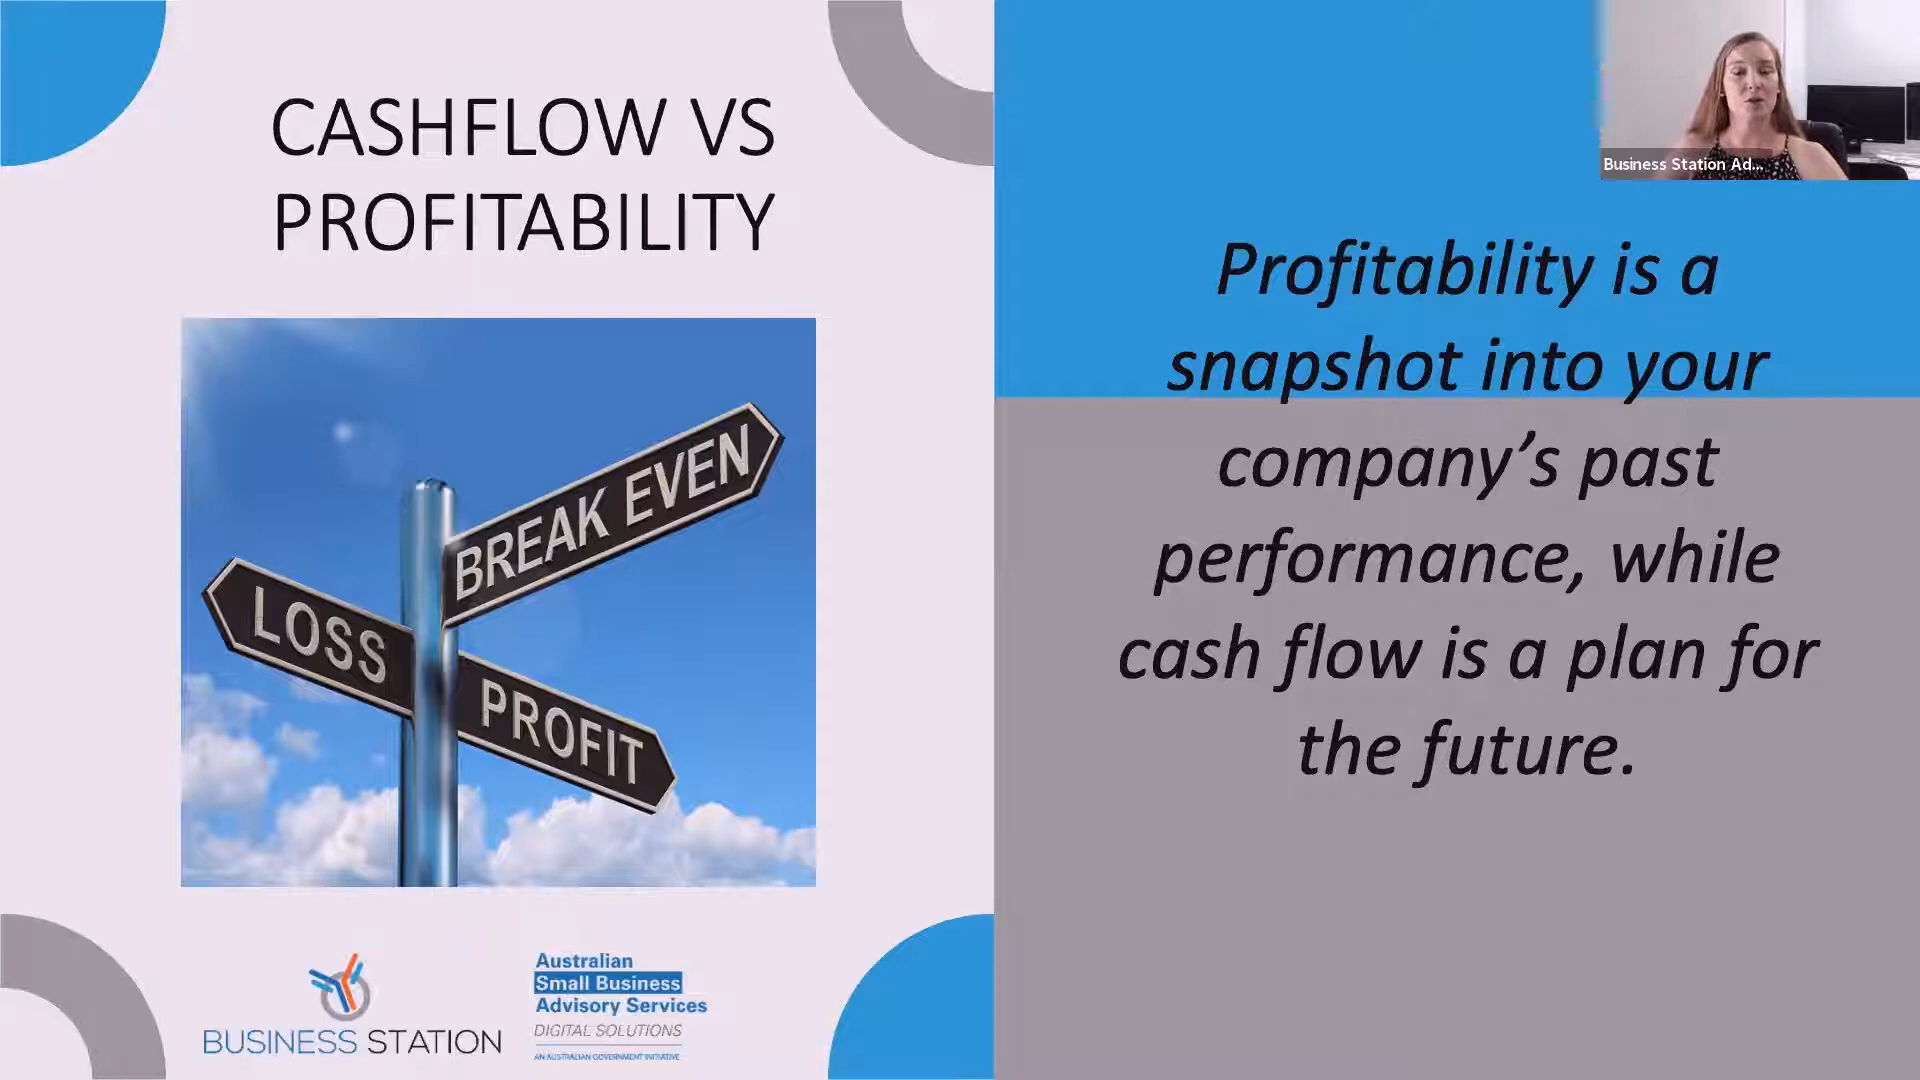 CASHFLOW VS
PROFITABILITY
BREAK EVEN
LOSS
PROFIT
BUSINESS STATION
Australian
Small Business
Advisory Services
DIGITAL SOLUTIONS
AN AUSTRALIAN GOVERNMENT INITIATIVE
Business Station Ad...
Profitability is a
snapshot into your
company’s past
performance, while
cash flow is a plan for
the future.